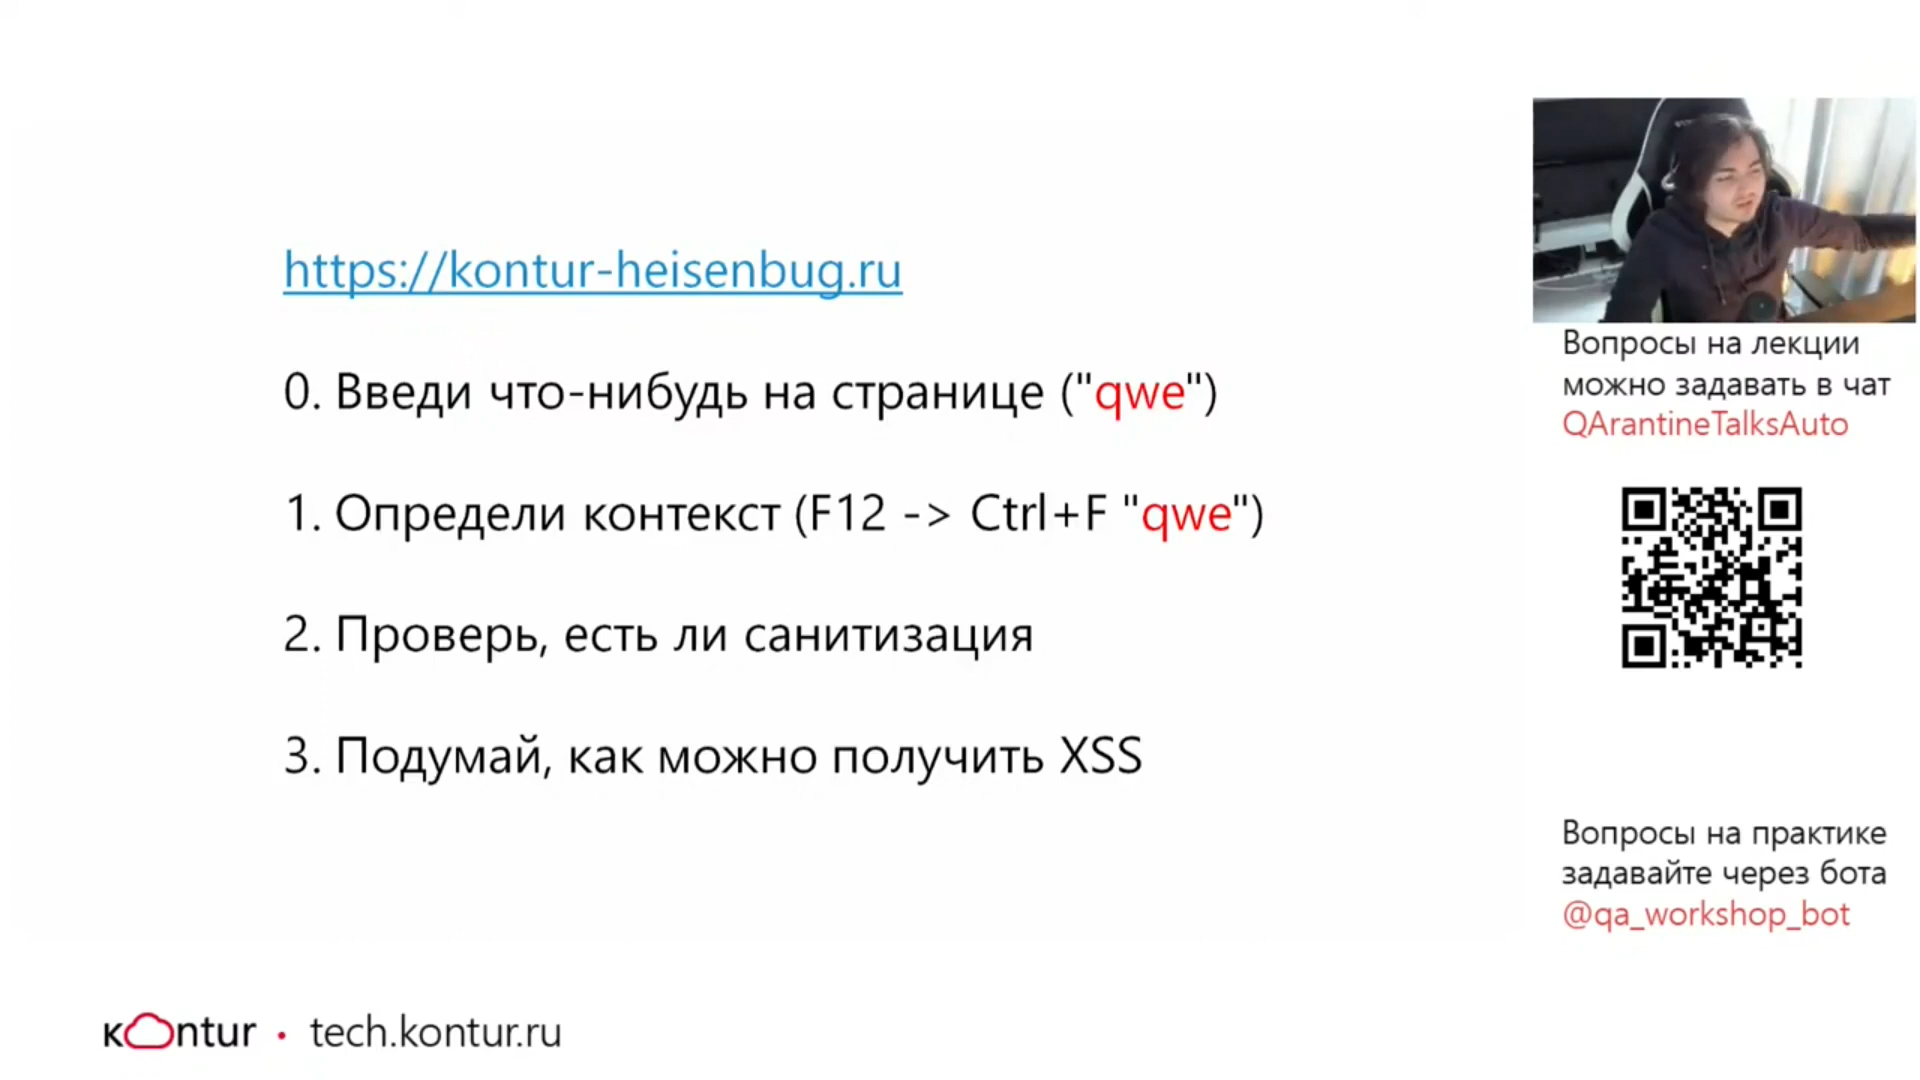 https://kontur-heisenbug.ru
0. Введи что-нибудь на странице ("qwe")
1. Определи контекст (F12 -> Ctrl+F "qwe")
2. Проверь, есть ли санитизация
3. Подумай, как можно получить XSS
Вопросы на лекции
можно задавать в чат
QArantineTalksAuto
Вопросы на практике
задавайте через бота
@qa_workshop_bot
kontur · tech.kontur.ru